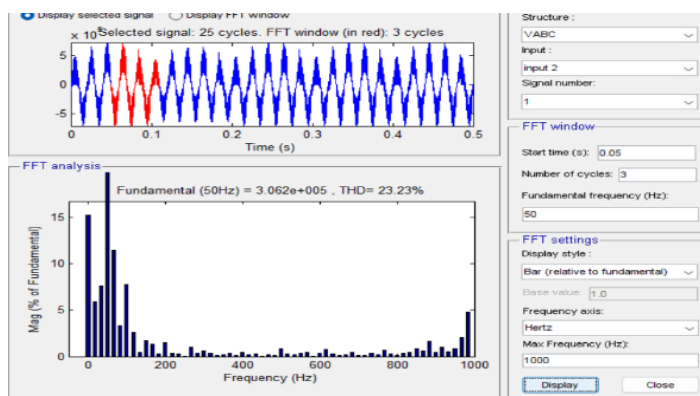 Display selected signal
Display FFT window
Selected signal: 25 cycles. FFT window (in red): 3 cycles
5
0
-5
0
0.1
0.2
0.3
0.4
0.5
Time (s)
FFT analysis
Fundamental (50Hz) = 3.062e+005 , THD= 23.23%
15
10
5
0
Mag (% of Fundamental)
0
200
400
600
800
1000
Frequency (Hz)
Structure :
VABC
Input :
input 2
Signal number:
1
FFT window
Start time (s): 0.05
Number of cycles: 3
Fundamental frequency (Hz):
50
FFT settings
Display style :
Bar (relative to fundamental)
Base value: 1.0
Frequency axis:
Hertz
Max Frequency (Hz):
1000
Display
Close